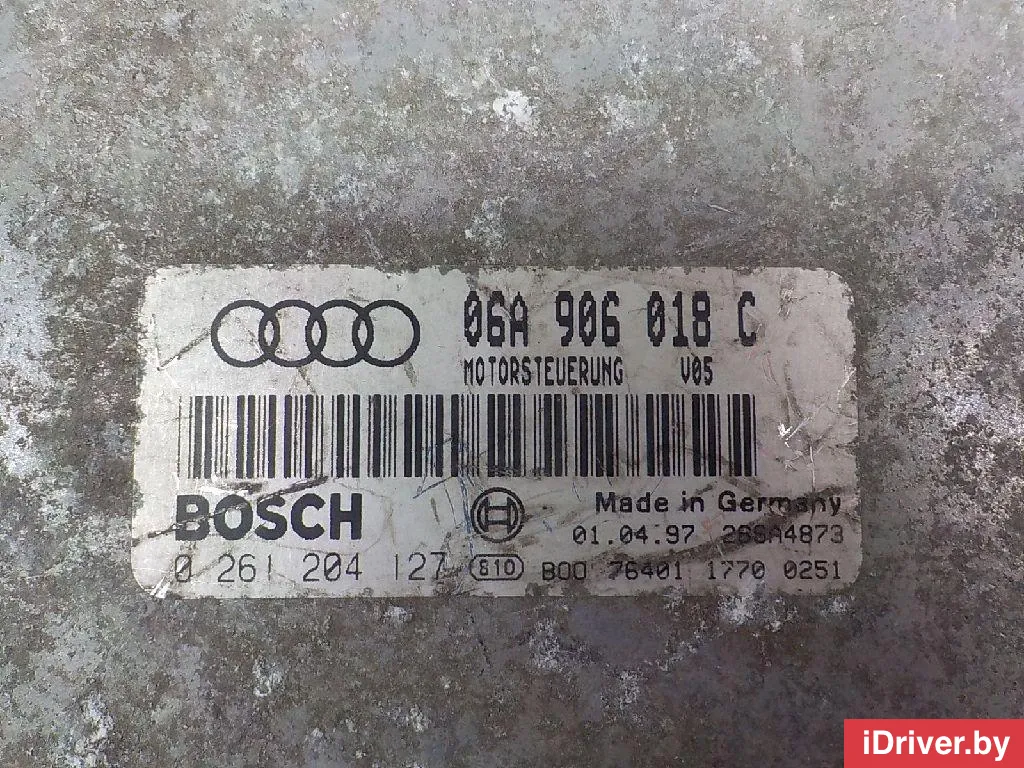 06A 906 018 C
MOTORSTEUERUNG V05
BOSCH
Made in Germany
01.04.97 26SA4873
0 261 204 127 810 B00 76401 1770 0251
iDriver.by